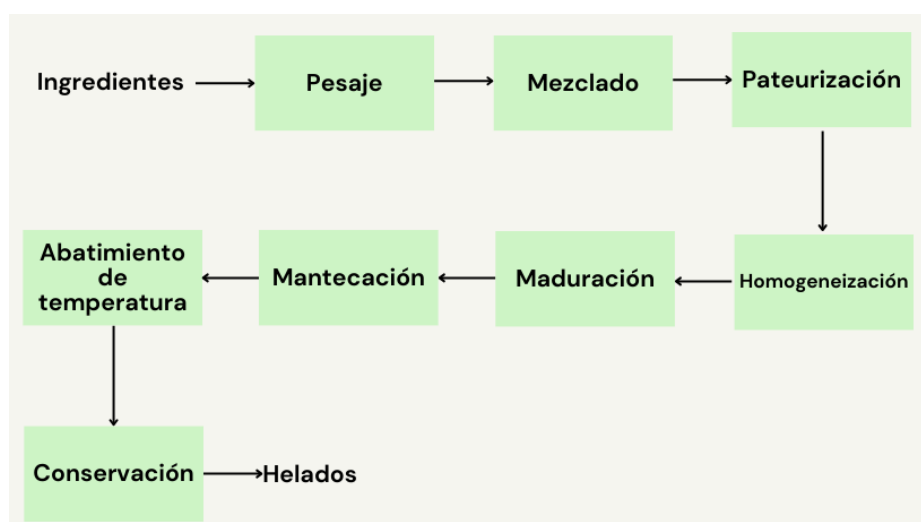 Ingredientes
Pesaje
Mezclado
Pateurización
Homogeneización
Maduración
Mantecación
Abatimiento
de
temperatura
Conservación
Helados